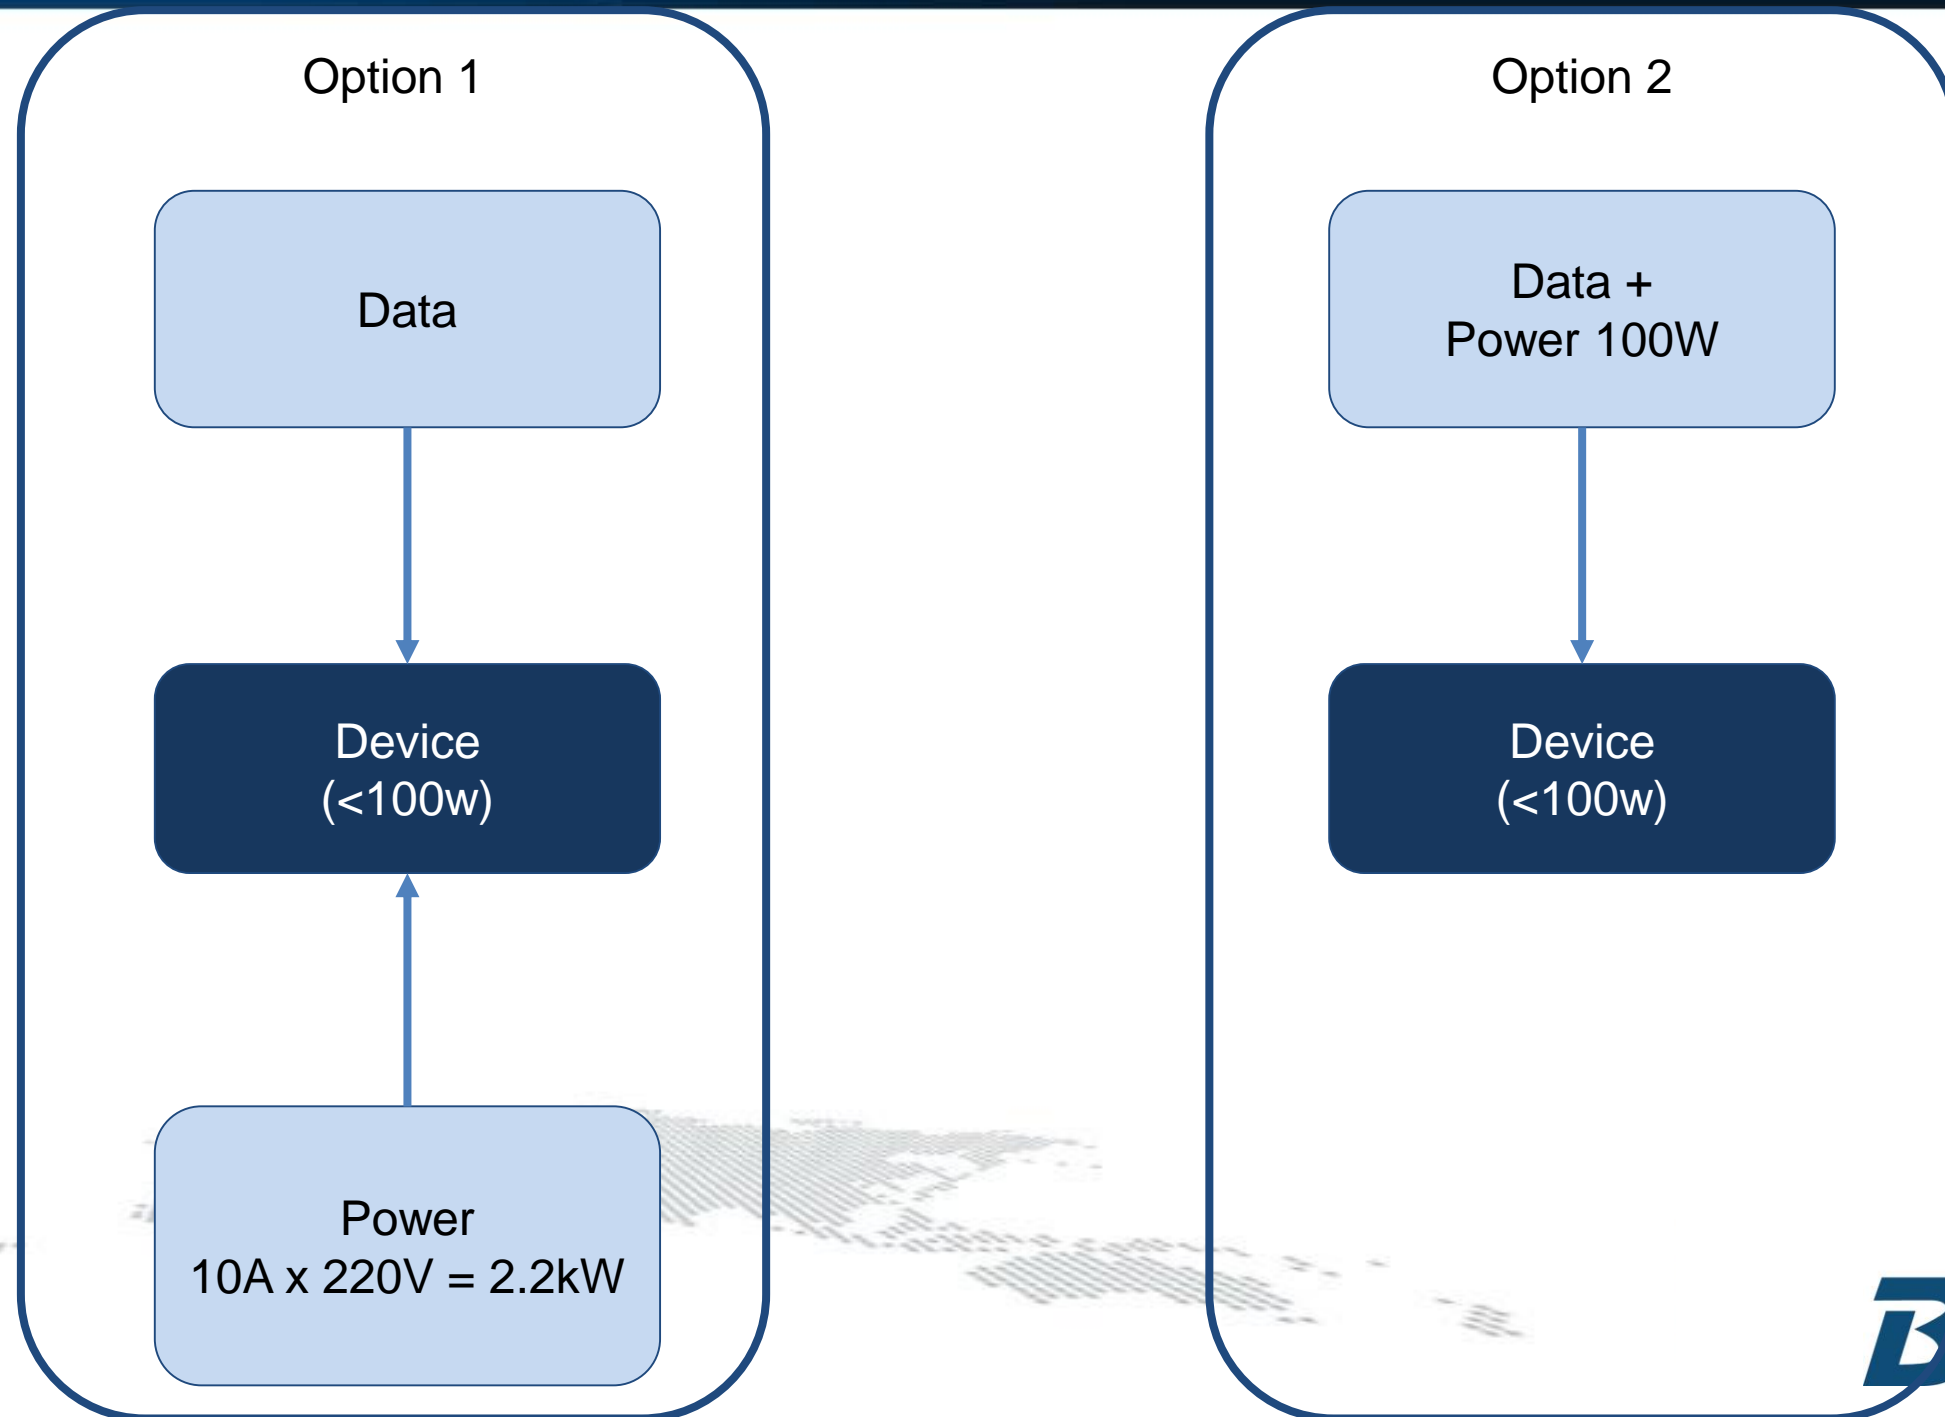 Option 1
Data
Device
(<100w)
Power
10A x 220V = 2.2kW
Option 2
Data +
Power 100W
Device
(<100w)
B